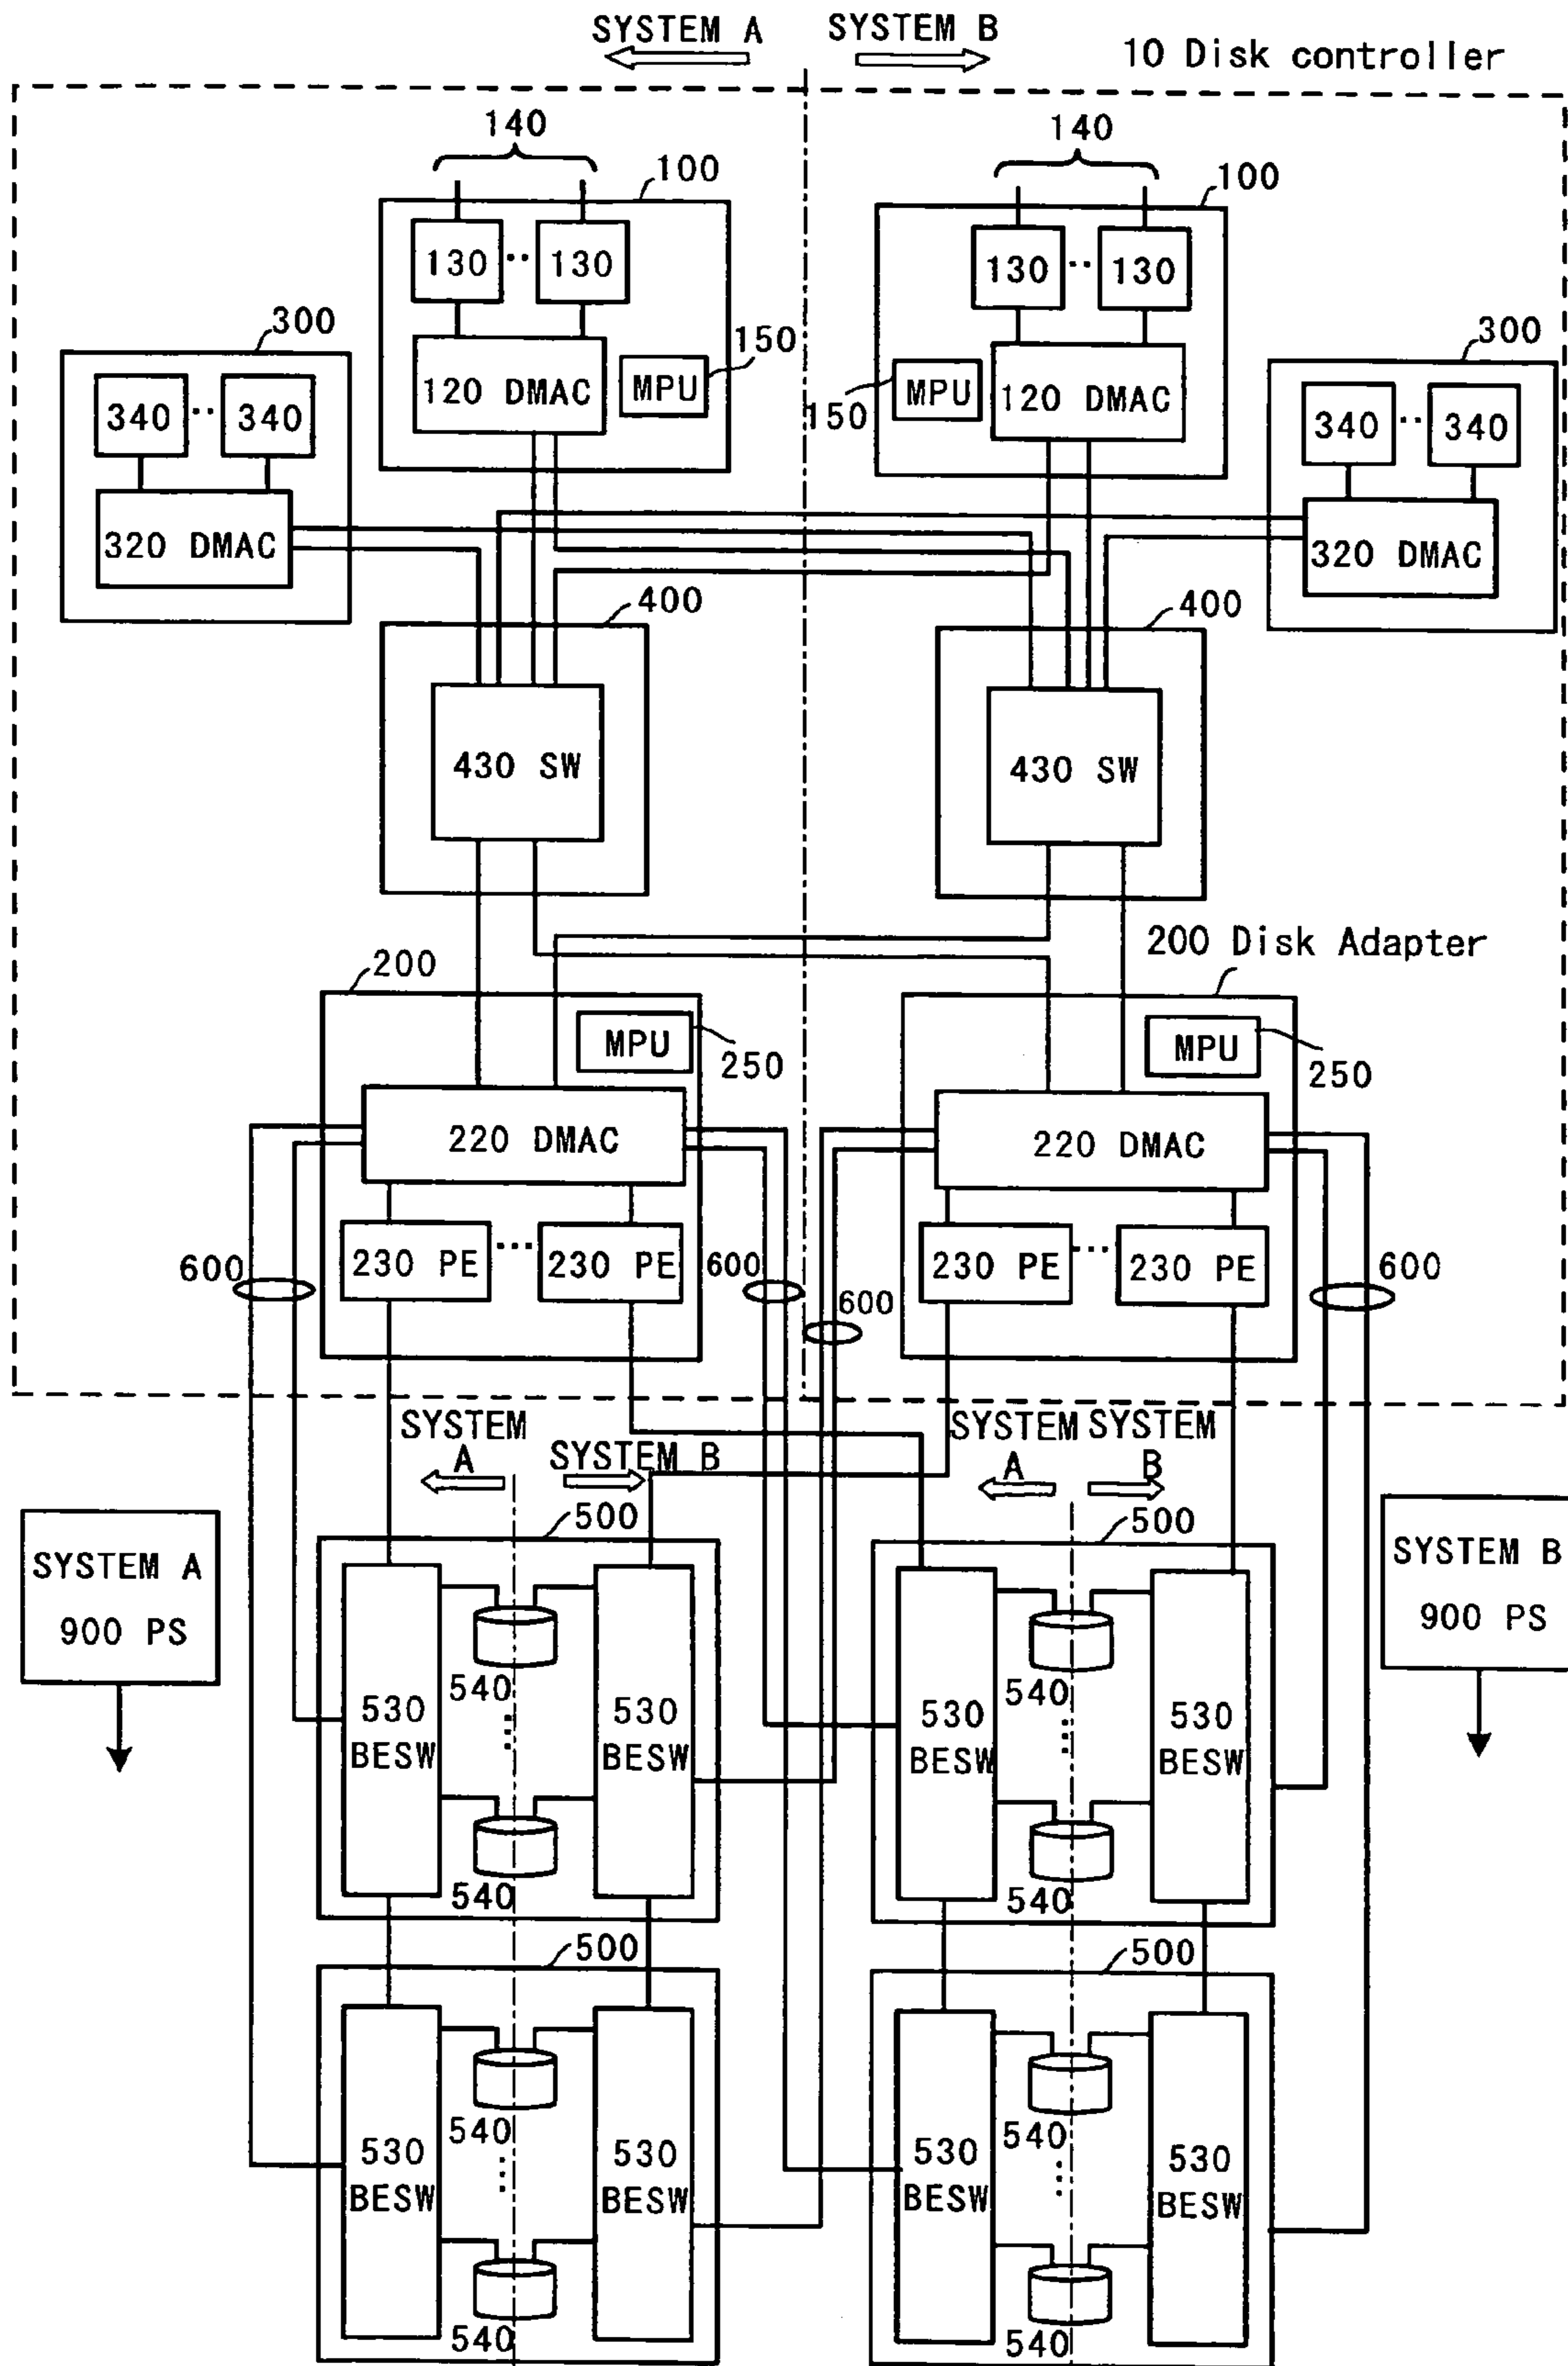 SYSTEM A
SYSTEM B
10 Disk controller
140
140
100
100
130 ·· 130
130 ·· 130
300
300
120 DMAC
MPU
150
150
MPU
120 DMAC
340 ·· 340
340 ·· 340
320 DMAC
320 DMAC
400
400
430 SW
430 SW
200
200 Disk Adapter
MPU
250
MPU
250
220 DMAC
220 DMAC
230 PE ··· 230 PE
230 PE ··· 230 PE
600
600
600
600
SYSTEM
A
SYSTEM B
SYSTEM
A
SYSTEM
B
500
500
SYSTEM A
900 PS
SYSTEM B
900 PS
530
BESW
540
540
530
BESW
530
BESW
540
540
530
BESW
500
500
530
BESW
540
540
530
BESW
530
BESW
540
540
530
BESW